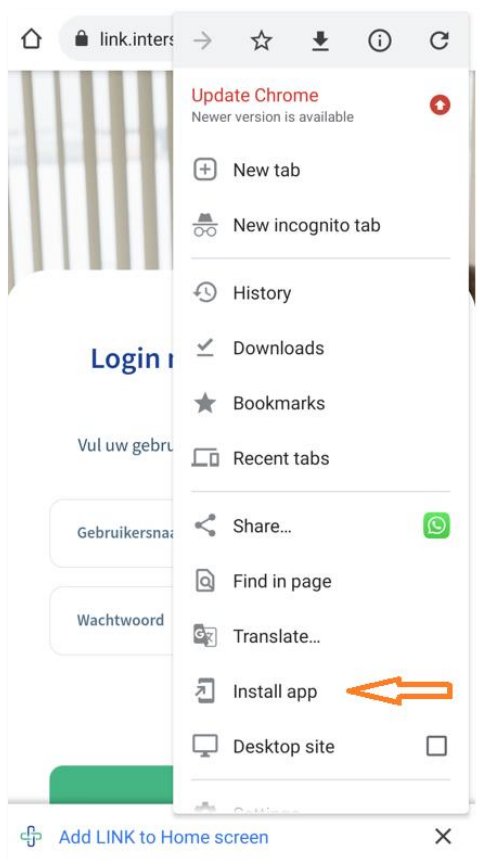 link.inters
Update Chrome
Newer version is available
New tab
New incognito tab
History
Downloads
Login
Bookmarks
Vul uw gebru
Recent tabs
Share...
Gebruikersnaa
Find in page
Wachtwoord
Translate...
Install app
Desktop site
Settings
Add LINK to Home screen